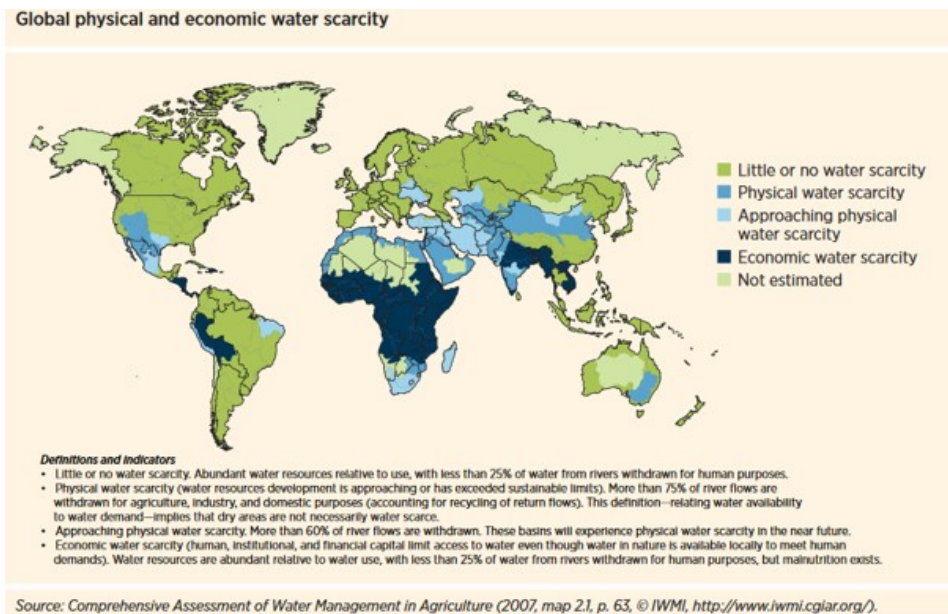 Global physical and economic water scarcity
Little or no water scarcity
Physical water scarcity
Approaching physical
water scarcity
Economic water scarcity
Not estimated
Definitions and indicators
• Little or no water scarcity. Abundant water resources relative to use, with less than 25% of water from rivers withdrawn for human purposes.
• Physical water scarcity (water resources development is approaching or has exceeded sustainable limits). More than 75% of river flows are
withdrawn for agriculture, industry, and domestic purposes (accounting for recycling of return flows). This definition—relating water availability
to water demand—implies that dry areas are not necessarily water scarce.
• Approaching physical water scarcity. More than 60% of river flows are withdrawn. These basins will experience physical water scarcity in the near future.
• Economic water scarcity (human, institutional, and financial capital limit access to water even though water in nature is available locally to meet human
demands). Water resources are abundant relative to water use, with less than 25% of water from rivers withdrawn for human purposes, but malnutrition exists.
Source: Comprehensive Assessment of Water Management in Agriculture (2007, map 2.1, p. 63, © IWMI, http://www.iwmi.cgiar.org/).